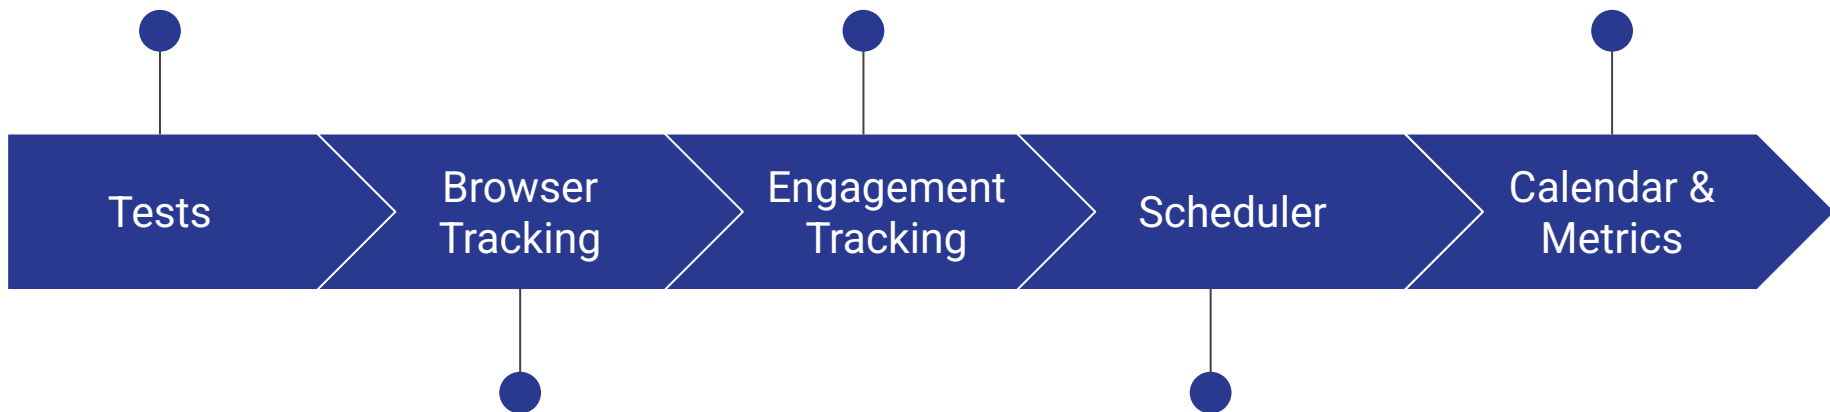 Tests
Browser
Tracking
Engagement
Tracking
Scheduler
Calendar &
Metrics